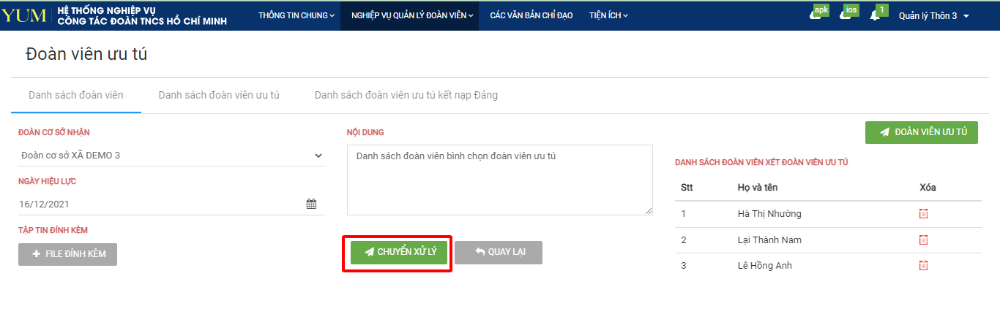 YUM
HỆ THỐNG NGHIỆP VỤ
CÔNG TÁC ĐOÀN TNCS HỒ CHÍ MINH
THÔNG TIN CHUNG
NGHIỆP VỤ QUẢN LÝ ĐOÀN VIÊN
CÁC VĂN BẢN CHỈ ĐẠO
TIỆN ÍCH
apk
ios
1
Quản lý Thôn 3
Đoàn viên ưu tú
Danh sách đoàn viên
Danh sách đoàn viên ưu tú
Danh sách đoàn viên ưu tú kết nạp Đảng
ĐOÀN CƠ SỞ NHẬN
Đoàn cơ sở XÃ DEMO 3
NGÀY HIỆU LỰC
16/12/2021
TẬP TIN ĐÍNH KÈM
FILE ĐÍNH KÈM
NỘI DUNG
Danh sách đoàn viên bình chọn đoàn viên ưu tú
CHUYỂN XỬ LÝ
QUAY LẠI
ĐOÀN VIÊN ƯU TÚ
DANH SÁCH ĐOÀN VIÊN XÉT ĐOÀN VIÊN ƯU TÚ
Stt Họ và tên Xóa
1 Hà Thị Nhường
2 Lại Thành Nam
3 Lê Hồng Anh